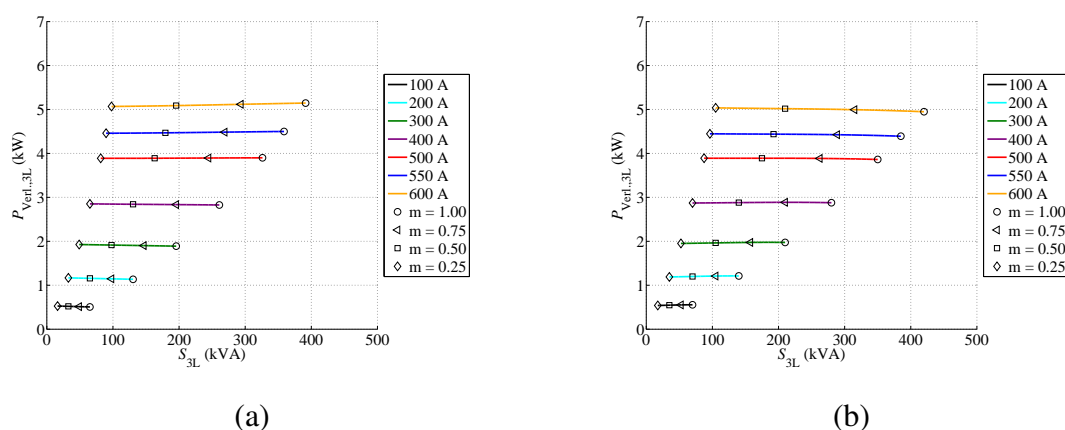 7
6
5
4
3
2
1
0
P_Verl.,3L (kW)
0 100 200 300 400 500
S_3L (kVA)
100 A
200 A
300 A
400 A
500 A
550 A
600 A
m = 1.00
m = 0.75
m = 0.50
m = 0.25
(a)
7
6
5
4
3
2
1
0
P_Verl.,3L (kW)
0 100 200 300 400 500
S_3L (kVA)
100 A
200 A
300 A
400 A
500 A
550 A
600 A
m = 1.00
m = 0.75
m = 0.50
m = 0.25
(b)